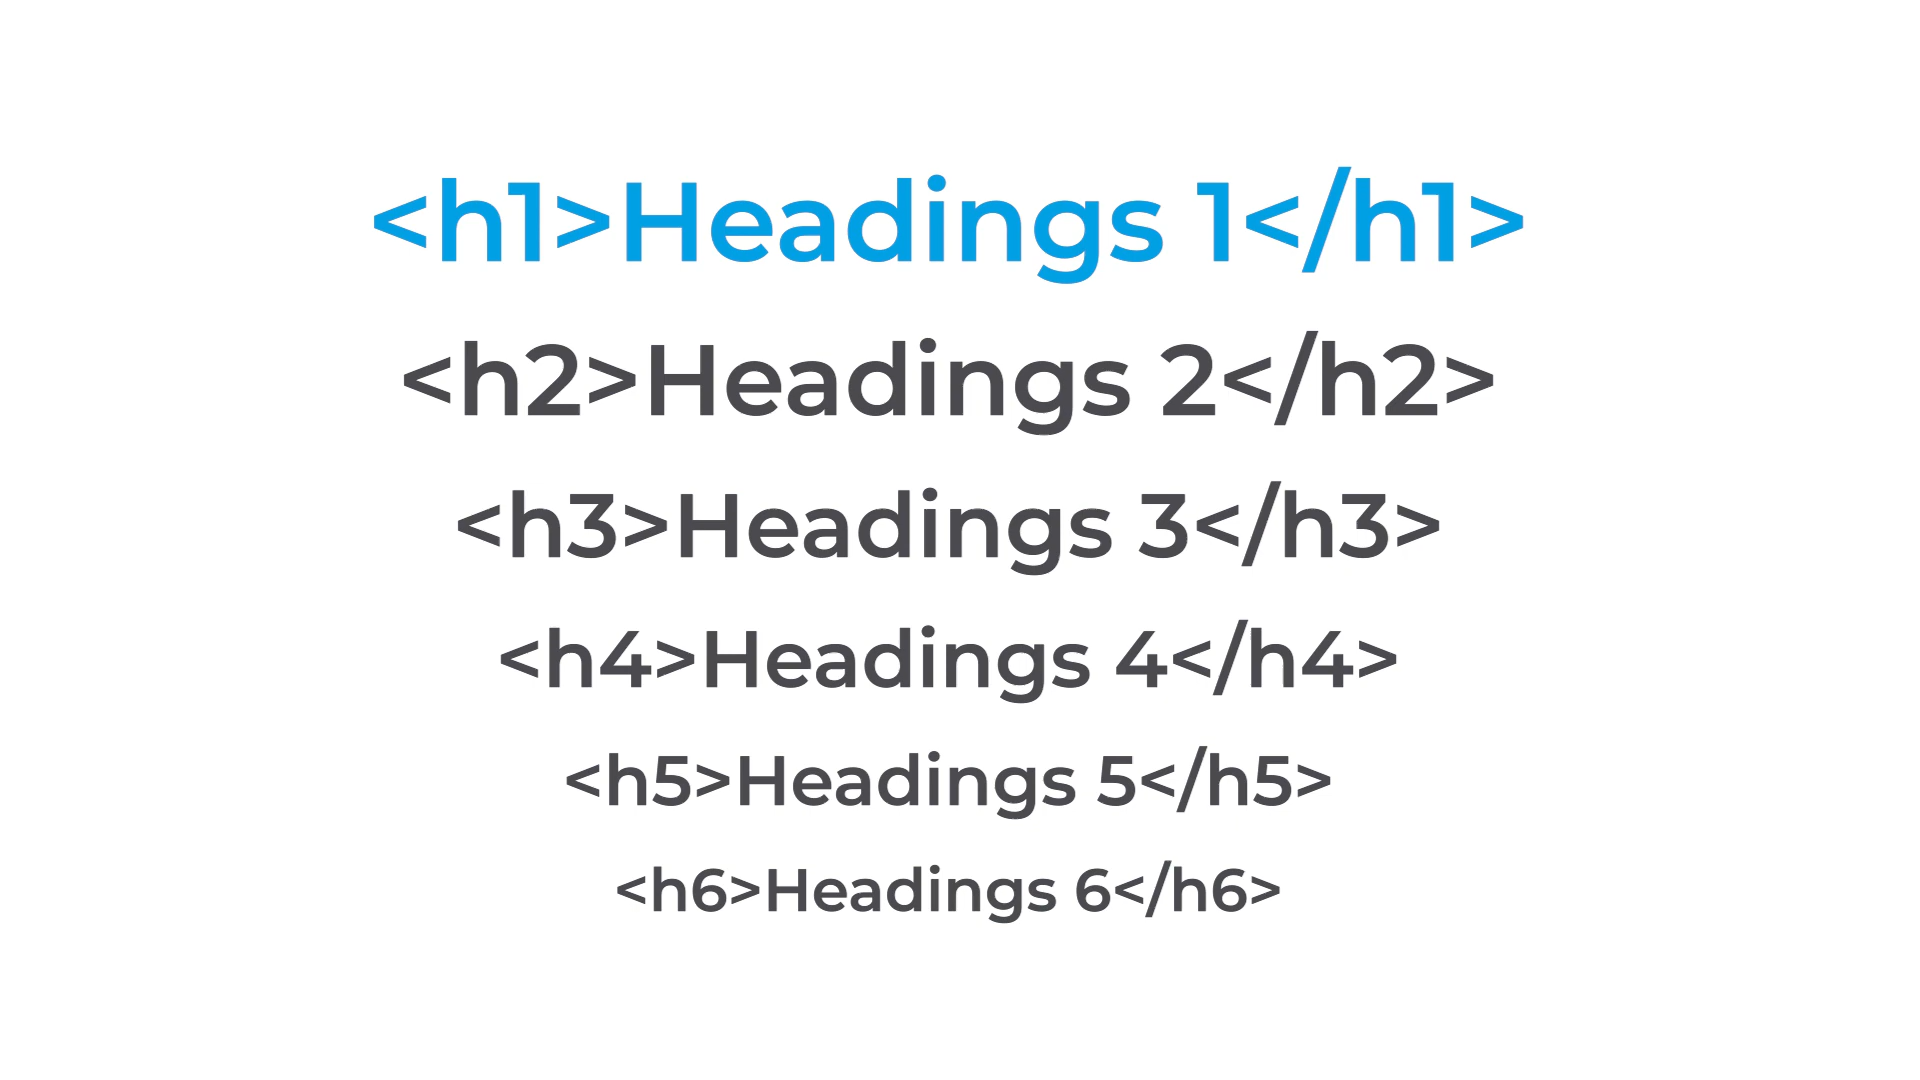 <h1>Headings 1</h1>
<h2>Headings 2</h2>
<h3>Headings 3</h3>
<h4>Headings 4</h4>
<h5>Headings 5</h5>
<h6>Headings 6</h6>